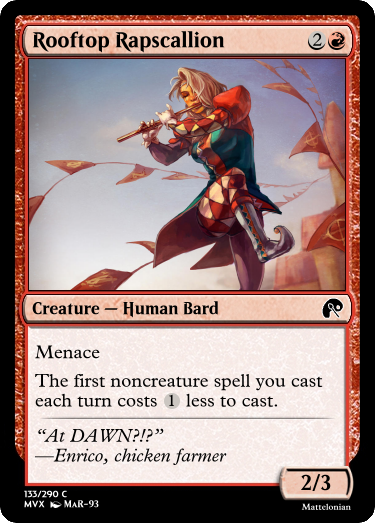 Rooftop Rapscallion 2
Creature — Human Bard
Menace
The first noncreature spell you cast
each turn costs 1 less to cast.
“At DAWN?!?”
—Enrico, chicken farmer
2/3
133/290 C
MVX MAR-93
Mattelonian